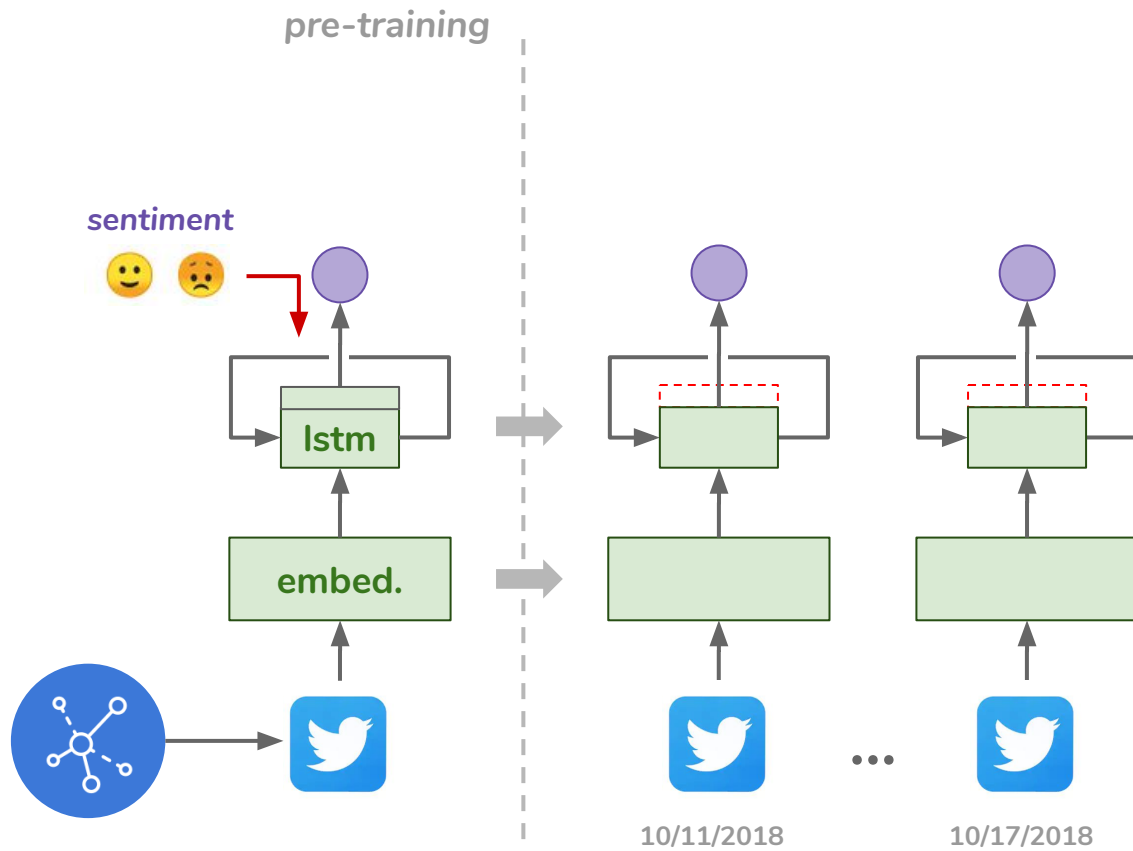 pre-training
sentiment
lstm
embed.
10/11/2018
10/17/2018